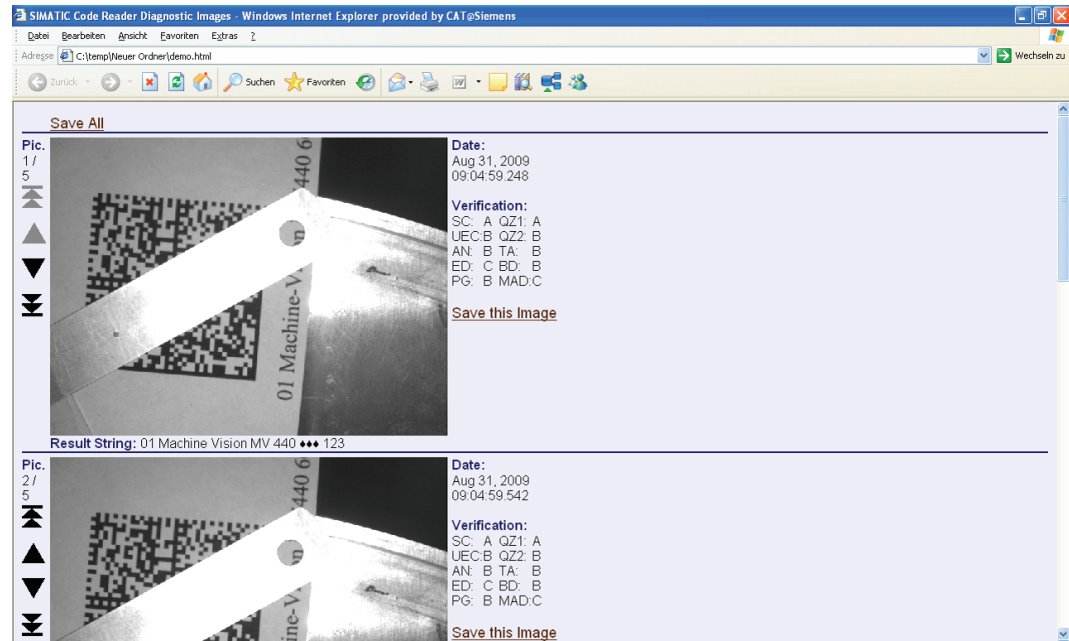 SIMATIC Code Reader Diagnostic Images - Windows Internet Explorer provided by CAT@Siemens
Datei Bearbeiten Ansicht Favoriten Extras ?
Adresse C:\temp\Neuer Ordner\demo.html Wechseln zu
Zurück Suchen Favoriten
Save All
Pic.
1 /
5
440 6
01 Machine-V
n
Date:
Aug 31, 2009
09:04:59.248
Verification:
SC: A QZ1: A
UEC:B QZ2: B
AN: B TA: B
ED: C BD: B
PG: B MAD:C
Save this Image
Result String: 01 Machine Vision MV 440 ♦♦♦ 123
Pic.
2 /
5
440 6
ine-V
n
Date:
Aug 31, 2009
09:04:59.542
Verification:
SC: A QZ1: A
UEC:B QZ2: B
AN: B TA: B
ED: C BD: B
PG: B MAD:C
Save this Image